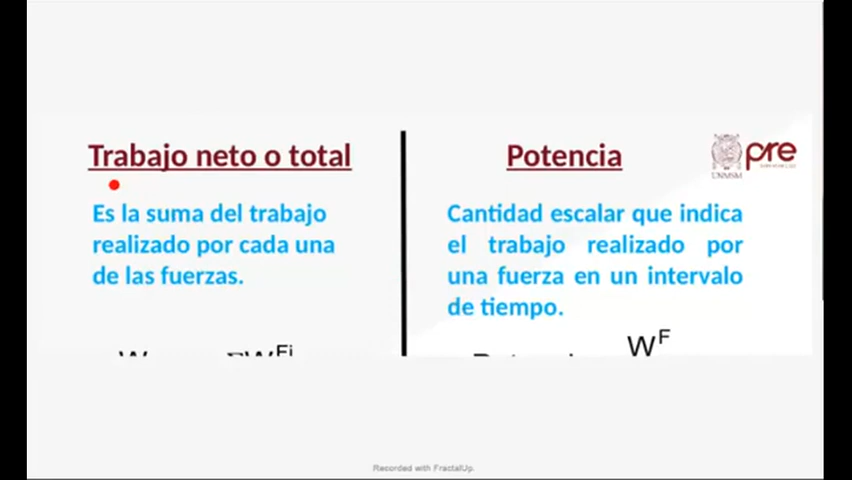 Trabajo neto o total
Es la suma del trabajo
realizado por cada una
de las fuerzas.
Potencia
Cantidad escalar que indica
el trabajo realizado por
una fuerza en un intervalo
de tiempo.
W^F
pre
UNMSM
Recorded with FractalUp.